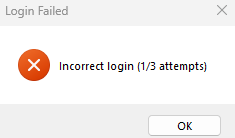 Login Failed
Incorrect login (1/3 attempts)
OK